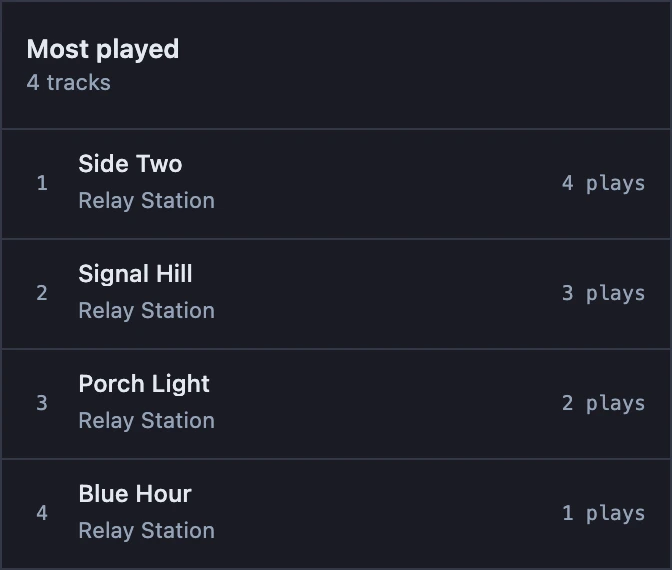 Most played
4 tracks
1
Side Two
Relay Station
4 plays
2
Signal Hill
Relay Station
3 plays
3
Porch Light
Relay Station
2 plays
4
Blue Hour
Relay Station
1 plays